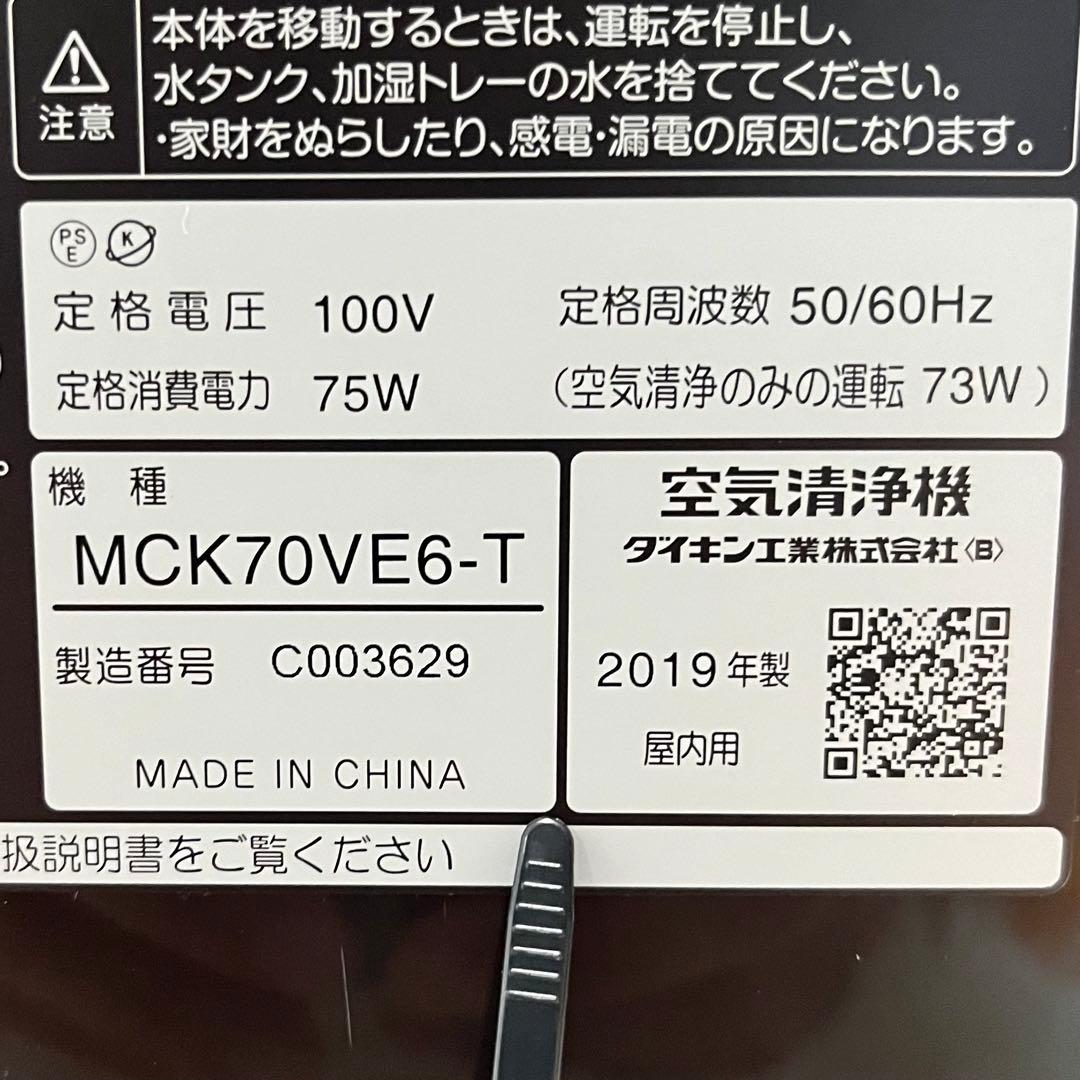 本体を移動するときは、運転を停止し、
水タンク、加湿トレーの水を捨ててください。
・家財をぬらしたり、感電・漏電の原因になります。
注意
PS
E
K
定格電圧 100V 定格周波数 50/60Hz
定格消費電力 75W (空気清浄のみの運転 73W)
機種
MCK70VE6-T
製造番号 C003629
MADE IN CHINA
空気清浄機
ダイキン工業株式会社〈B〉
2019年製
屋内用
扱説明書をご覧ください